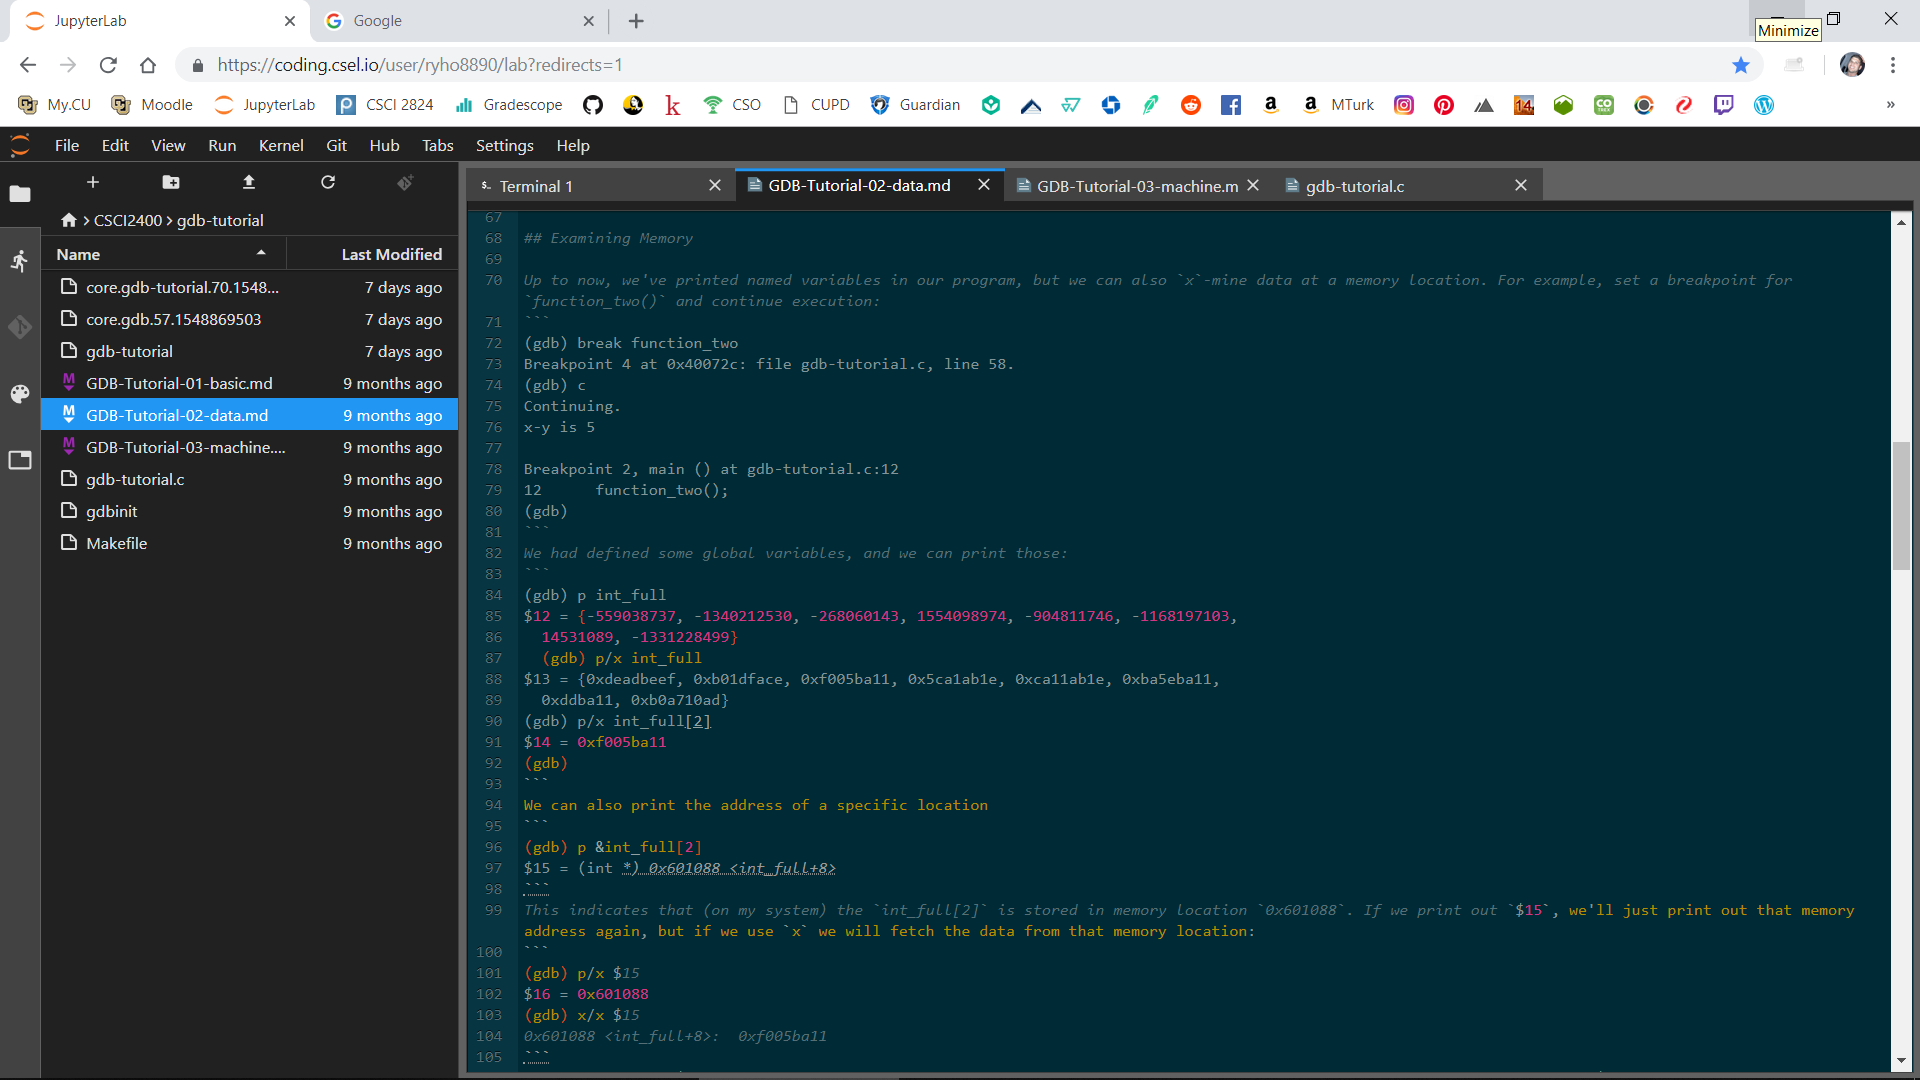 JupyterLab
Google
Minimize
https://coding.csel.io/user/ryho8890/lab?redirects=1
My.CU
Moodle
JupyterLab
CSCI 2824
Gradescope
CSO
CUPD
Guardian
MTurk
»
File Edit View Run Kernel Git Hub Tabs Settings Help
Terminal 1
GDB-Tutorial-02-data.md
GDB-Tutorial-03-machine.m
gdb-tutorial.c
CSCI2400 > gdb-tutorial
Name Last Modified
core.gdb-tutorial.70.1548... 7 days ago
core.gdb.57.1548869503 7 days ago
gdb-tutorial 7 days ago
GDB-Tutorial-01-basic.md 9 months ago
GDB-Tutorial-02-data.md 9 months ago
GDB-Tutorial-03-machine.... 9 months ago
gdb-tutorial.c 9 months ago
gdbinit 9 months ago
Makefile 9 months ago
67
68 ## Examining Memory
69
70 Up to now, we've printed named variables in our program, but we can also `x`-mine data at a memory location. For example, set a breakpoint for
`function_two()` and continue execution:
71 ```
72 (gdb) break function_two
73 Breakpoint 4 at 0x40072c: file gdb-tutorial.c, line 58.
74 (gdb) c
75 Continuing.
76 x-y is 5
77
78 Breakpoint 2, main () at gdb-tutorial.c:12
79 12 function_two();
80 (gdb)
81 ```
82 We had defined some global variables, and we can print those:
83 ```
84 (gdb) p int_full
85 $12 = {-559038737, -1340212530, -268060143, 1554098974, -904811746, -1168197103,
86 14531089, -1331228499}
87 (gdb) p/x int_full
88 $13 = {0xdeadbeef, 0xb01dface, 0xf005ba11, 0x5ca1ab1e, 0xca11ab1e, 0xba5eba11,
89 0xddba11, 0xb0a710ad}
90 (gdb) p/x int_full[2]
91 $14 = 0xf005ba11
92 (gdb)
93 ```
94 We can also print the address of a specific location
95 ```
96 (gdb) p &int_full[2]
97 $15 = (int *) 0x601088 <int_full+8>
98 ```
99 This indicates that (on my system) the `int_full[2]` is stored in memory location `0x601088`. If we print out `$15`, we'll just print out that memory
address again, but if we use `x` we will fetch the data from that memory location:
100 ```
101 (gdb) p/x $15
102 $16 = 0x601088
103 (gdb) x/x $15
104 0x601088 <int_full+8>: 0xf005ba11
105 ```